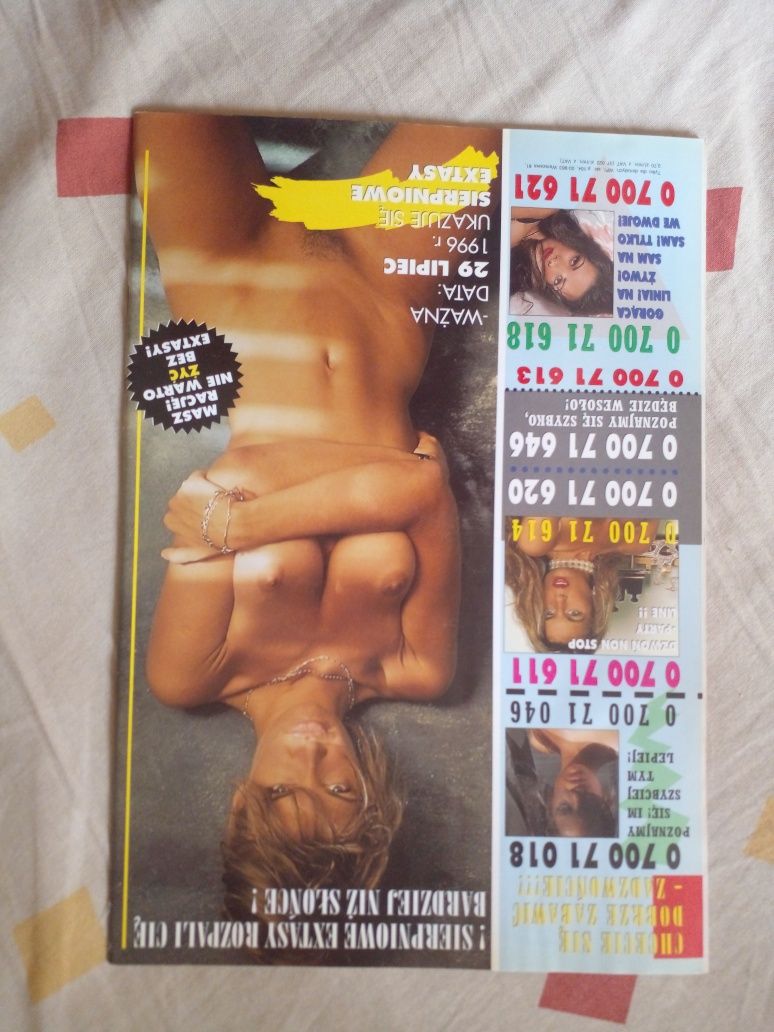 ! SIERPNIOWE EXTASY ROZPALI CIĘ
BARDZIEJ NIŻ SŁOŃCE !
MASZ
RACJĘ!
NIE WARTO
ŻYĆ
BEZ
EXTASY!
-WAŻNA
DATA:
29 LIPIEC
1996 r.
UKAZUJE SIĘ
SIERPNIOWE
EXTASY
CHCECIE SIĘ
DOBRZE ZABAWIĆ
- ZADZWOŃCIE!!!
0 700 71 018
POZNAJMY
SIĘ! IM
SZYBCIEJ
TYM
LEPIEJ!
0 700 71 046
0 700 71 611
DZWOŃ NON STOP
-PARTY
LINE !!
0 700 71 614
0 700 71 620
0 700 71 646
POZNAJMY SIĘ SZYBKO,
BĘDZIE WESOŁO!
0 700 71 613
0 700 71 618
GORĄCA
LINIA! NA
ŻYWO!
SAM NA
SAM! TYLKO
WE DWOJE!
0 700 71 621